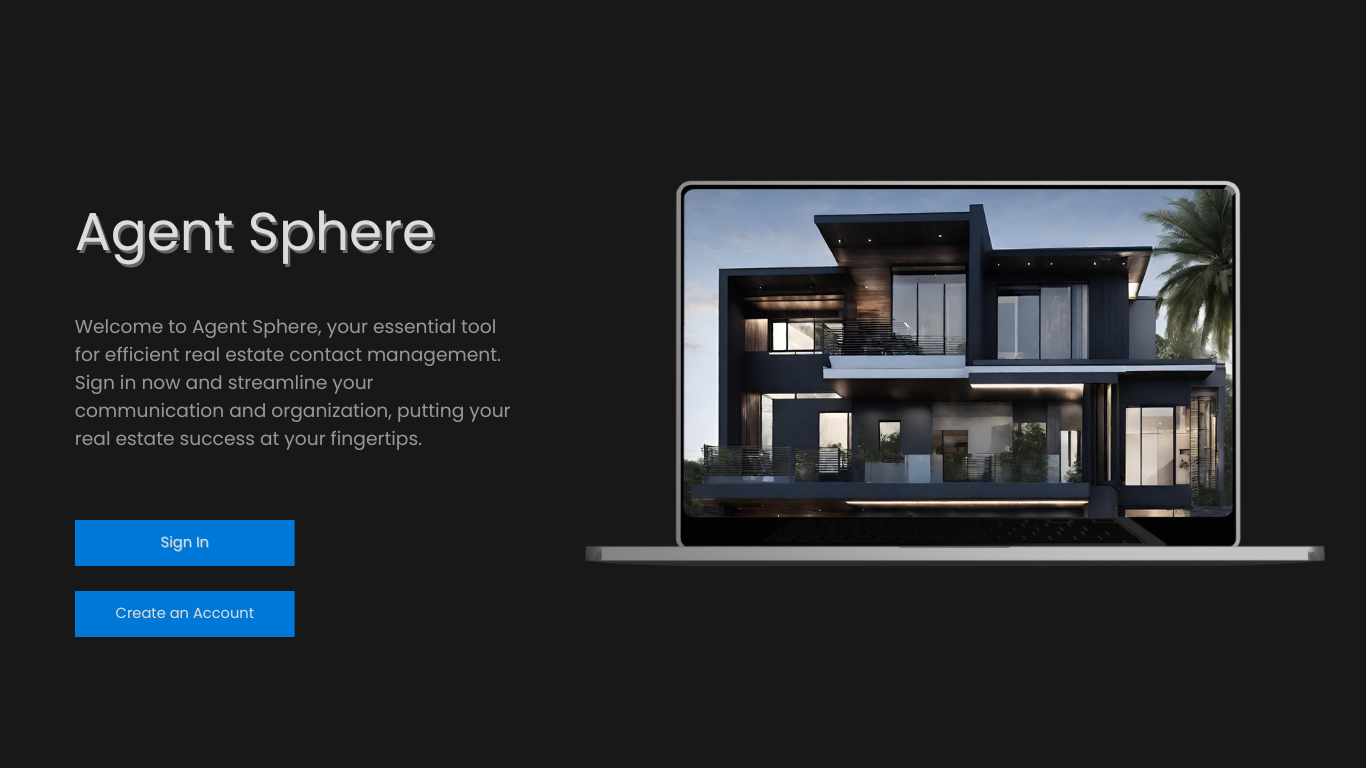 Agent Sphere
Welcome to Agent Sphere, your essential tool
for efficient real estate contact management.
Sign in now and streamline your
communication and organization, putting your
real estate success at your fingertips.
Sign In
Create an Account